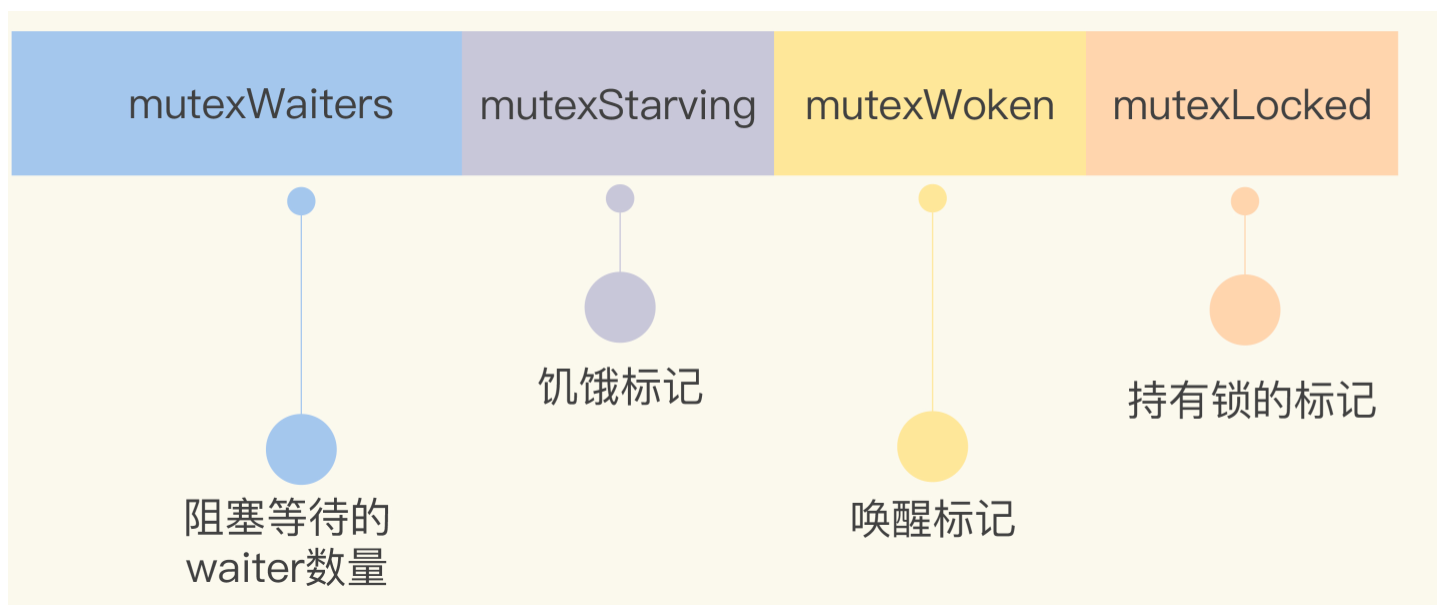 mutexWaiters
mutexStarving
mutexWoken
mutexLocked
饥饿标记
持有锁的标记
阻塞等待的
waiter数量
唤醒标记